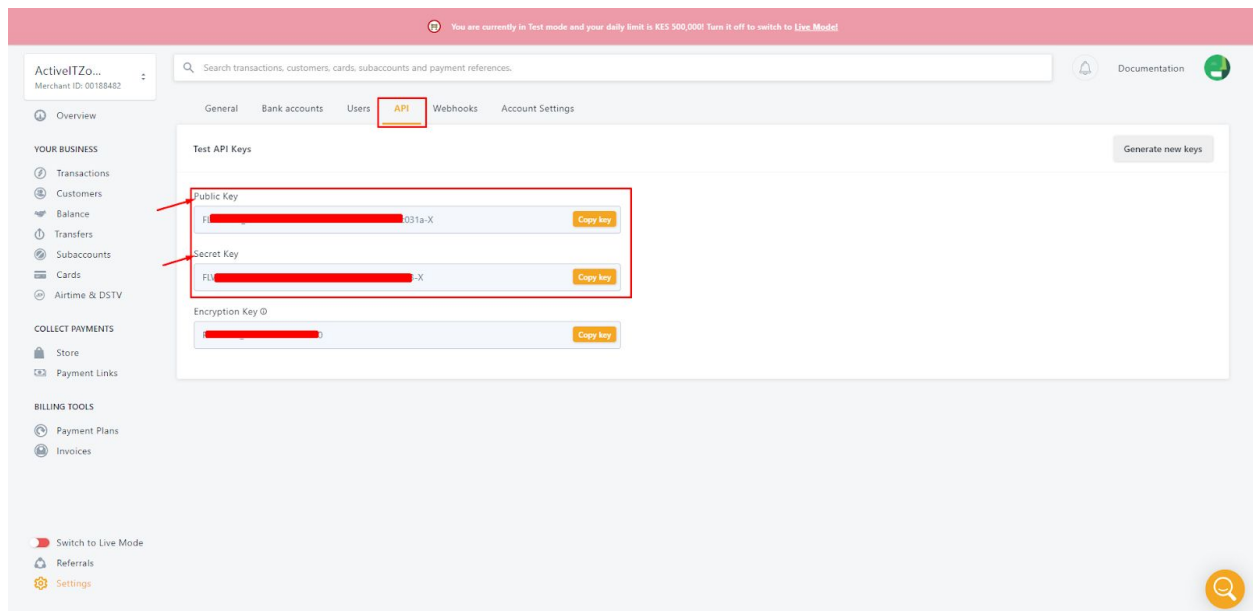 You are currently in Test mode and your daily limit is KES 500,000! Turn it off to switch to Live Mode!
ActiveITZo...
Merchant ID: 00188482
Search transactions, customers, cards, subaccounts and payment references.
Documentation
Overview
General Bank accounts Users API Webhooks Account Settings
YOUR BUSINESS
Test API Keys
Generate new keys
Transactions
Customers
Balance
Transfers
Subaccounts
Cards
Airtime & DSTV
Public Key
031a-X
Copy key
Secret Key
-X
Copy key
Encryption Key
Copy key
COLLECT PAYMENTS
Store
Payment Links
BILLING TOOLS
Payment Plans
Invoices
Switch to Live Mode
Referrals
Settings